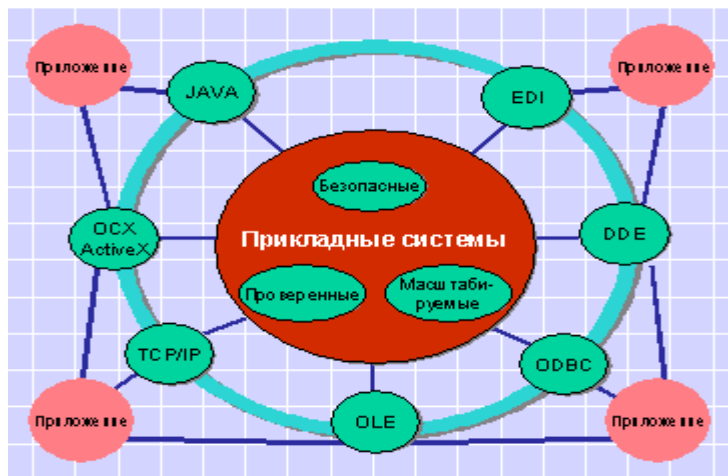 Приложение
Приложение
JAVA
EDI
Безопасные
OCX
ActiveX
Прикладные системы
DDE
Проверенные
Масштаби-
руемые
TCP/IP
ODBC
Приложение
OLE
Приложение